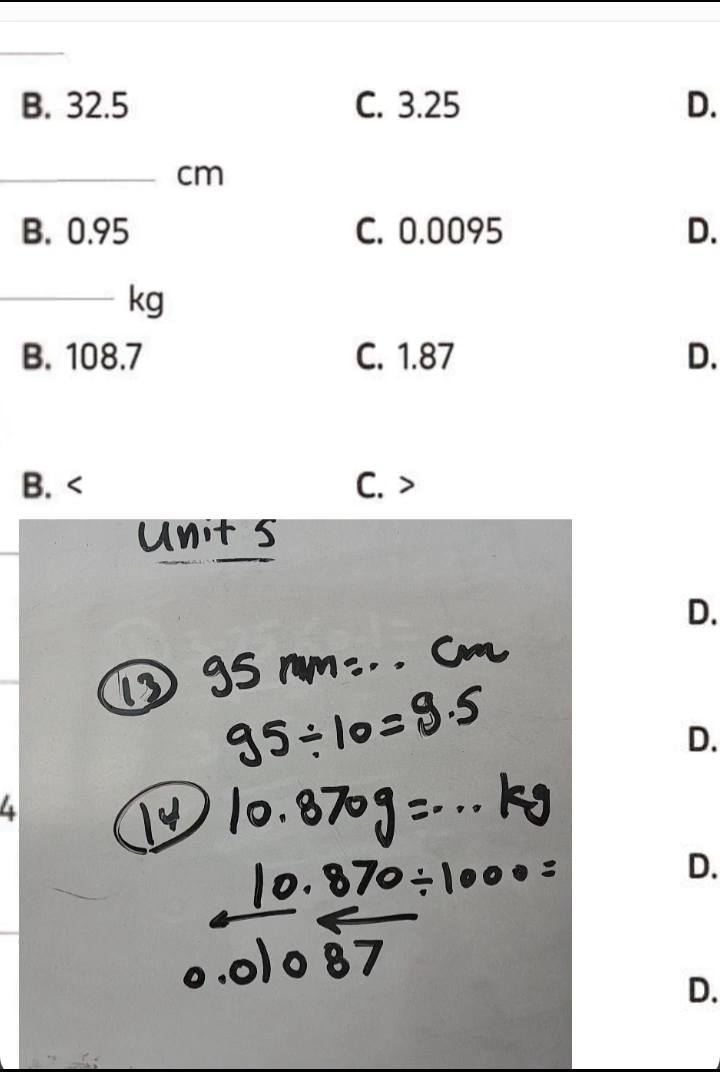 B. 32.5 C. 3.25 D.
cm
B. 0.95 C. 0.0095 D.
kg
B. 108.7 C. 1.87 D.
B. < C. >
Unit 5
D.
13 95 mm=... cm
95÷10=9.5
D.
4
14 10.870g=... kg
10.870÷1000=
D.
0.01087
D.